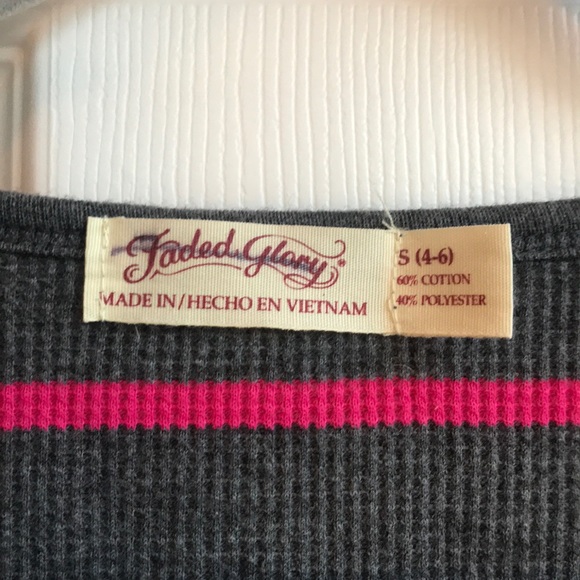 Faded Glory®
MADE IN/HECHO EN VIETNAM
S (4-6)
60% COTTON
40% POLYESTER